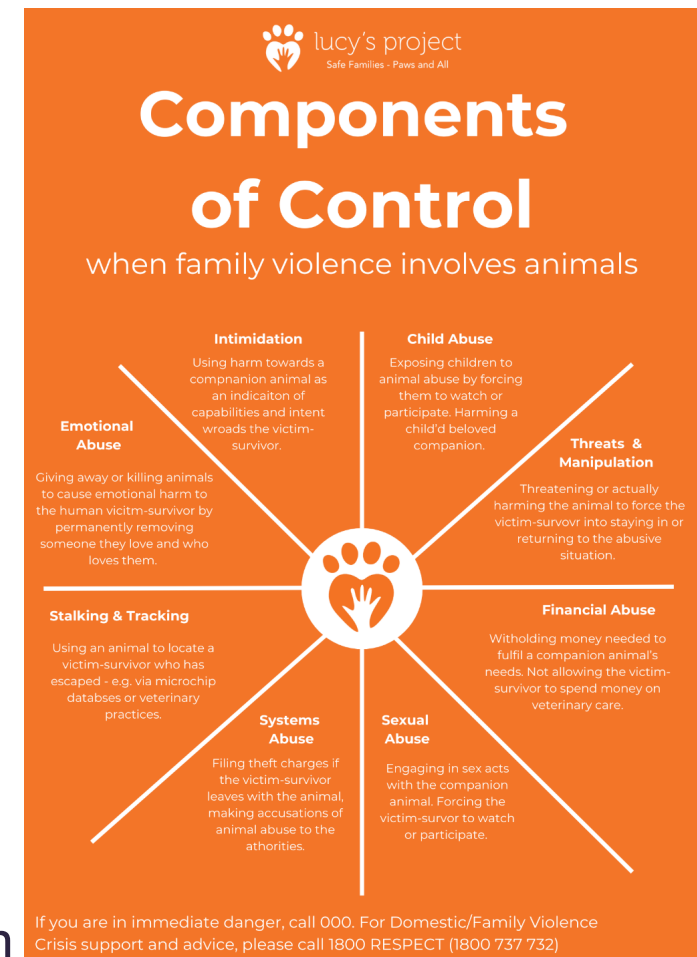 lucy's project
Safe Families - Paws and All
Components
of Control
when family violence involves animals
Intimidation
Using harm towards a
compnanion animal as
an indicaiton of
capabilities and intent
wroads the victim-
survivor.
Child Abuse
Exposing children to
animal abuse by forcing
them to watch or
participate. Harming a
child'd beloved
companion.
Emotional
Abuse
Giving away or killing animals
to cause emotional harm to
the human vicitm-survivor by
permanently removing
someone they love and who
loves them.
Threats &
Manipulation
Threatening or actually
harming the animal to force the
victim-survovr into staying in or
returning to the abusive
situation.
Stalking & Tracking
Using an animal to locate a
victim-survivor who has
escaped - e.g. via microchip
databses or veterinary
practices.
Financial Abuse
Witholding money needed to
fulfil a companion animal's
needs. Not allowing the victim-
survivor to spend money on
veterinary care.
Systems
Abuse
Filing theft charges if
the victim-survivor
leaves with the animal,
making accusations of
animal abuse to the
athorities.
Sexual
Abuse
Engaging in sex acts
with the companion
animal. Forcing the
victim-survor to watch
or participate.
If you are in immediate danger, call 000. For Domestic/Family Violence
Crisis support and advice, please call 1800 RESPECT (1800 737 732)